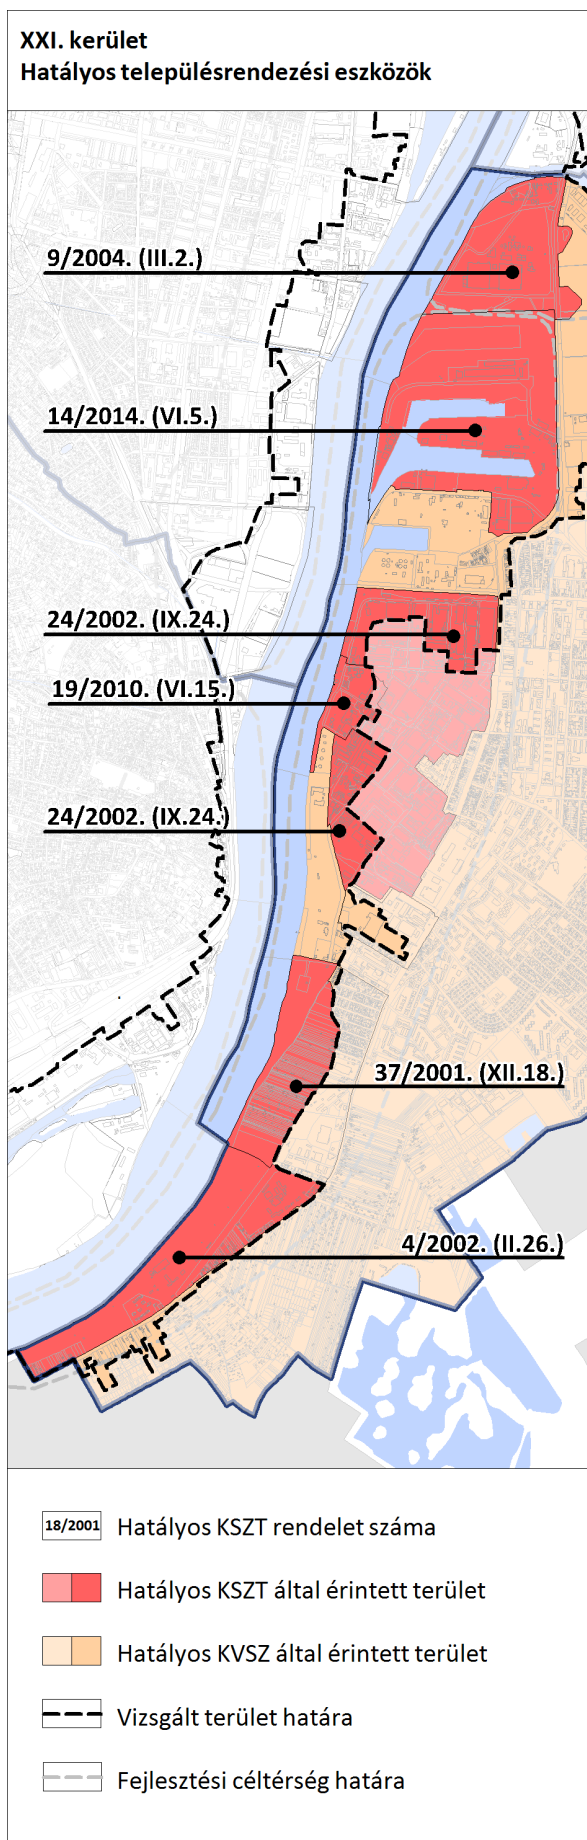 XXI. kerület
Hatályos településrendezési eszközök
9/2004. (III.2.)
14/2014. (VI.5.)
24/2002. (IX.24.)
19/2010. (VI.15.)
24/2002. (IX.24.)
37/2001. (XII.18.)
4/2002. (II.26.)
18/2001 Hatályos KSZT rendelet száma
Hatályos KSZT által érintett terület
Hatályos KVSZ által érintett terület
Vizsgált terület határa
Fejlesztési céltérség határa